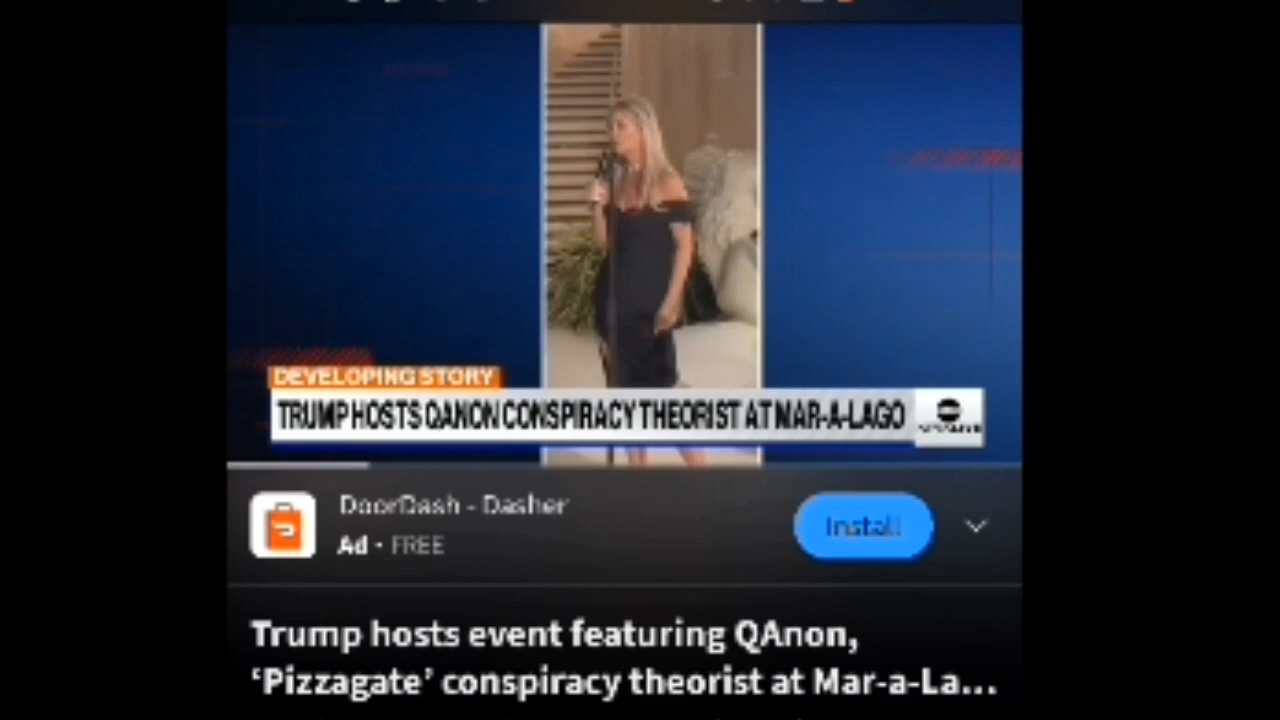 DEVELOPING STORY
TRUMP HOSTS QANON CONSPIRACY THEORIST AT MAR-A-LAGO
DoorDash - Dasher
Ad • FREE
Install
Trump hosts event featuring QAnon,
‘Pizzagate’ conspiracy theorist at Mar-a-La...